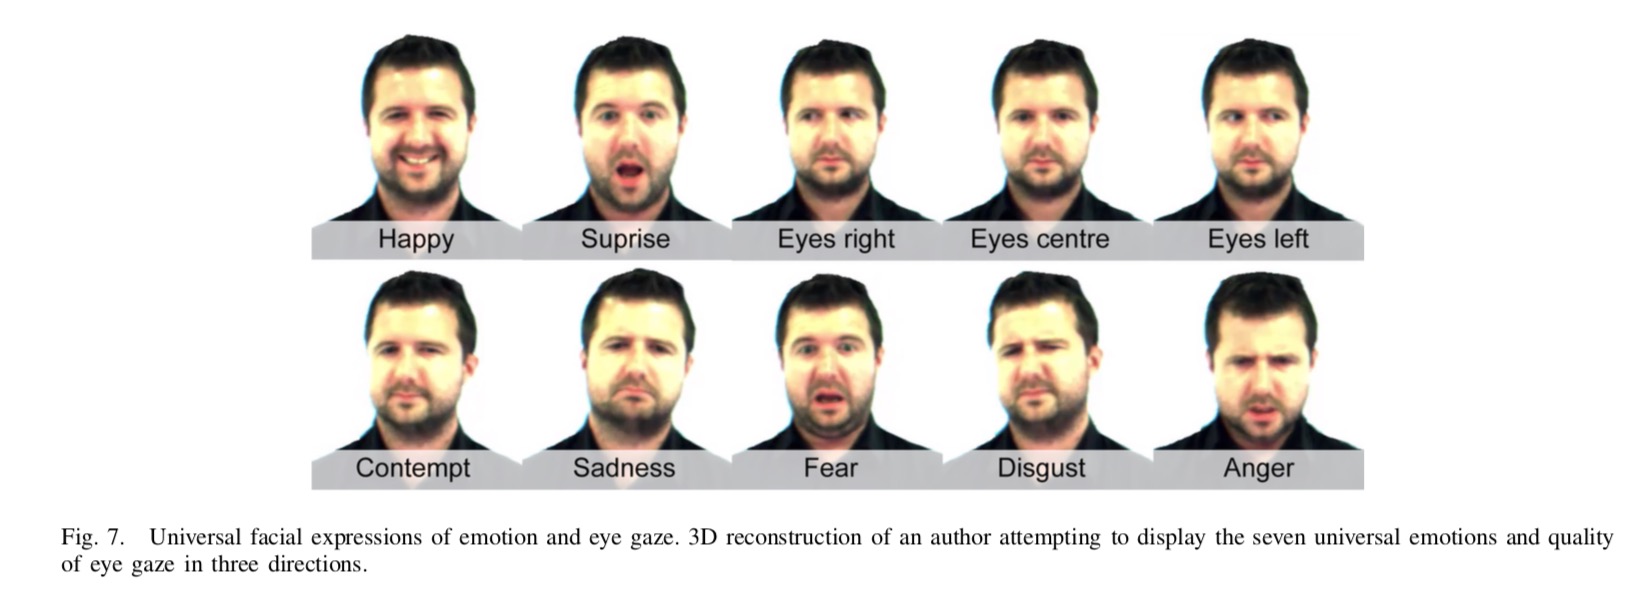 Happy Suprise Eyes right Eyes centre Eyes left
Contempt Sadness Fear Disgust Anger
Fig. 7. Universal facial expressions of emotion and eye gaze. 3D reconstruction of an author attempting to display the seven universal emotions and quality
of eye gaze in three directions.